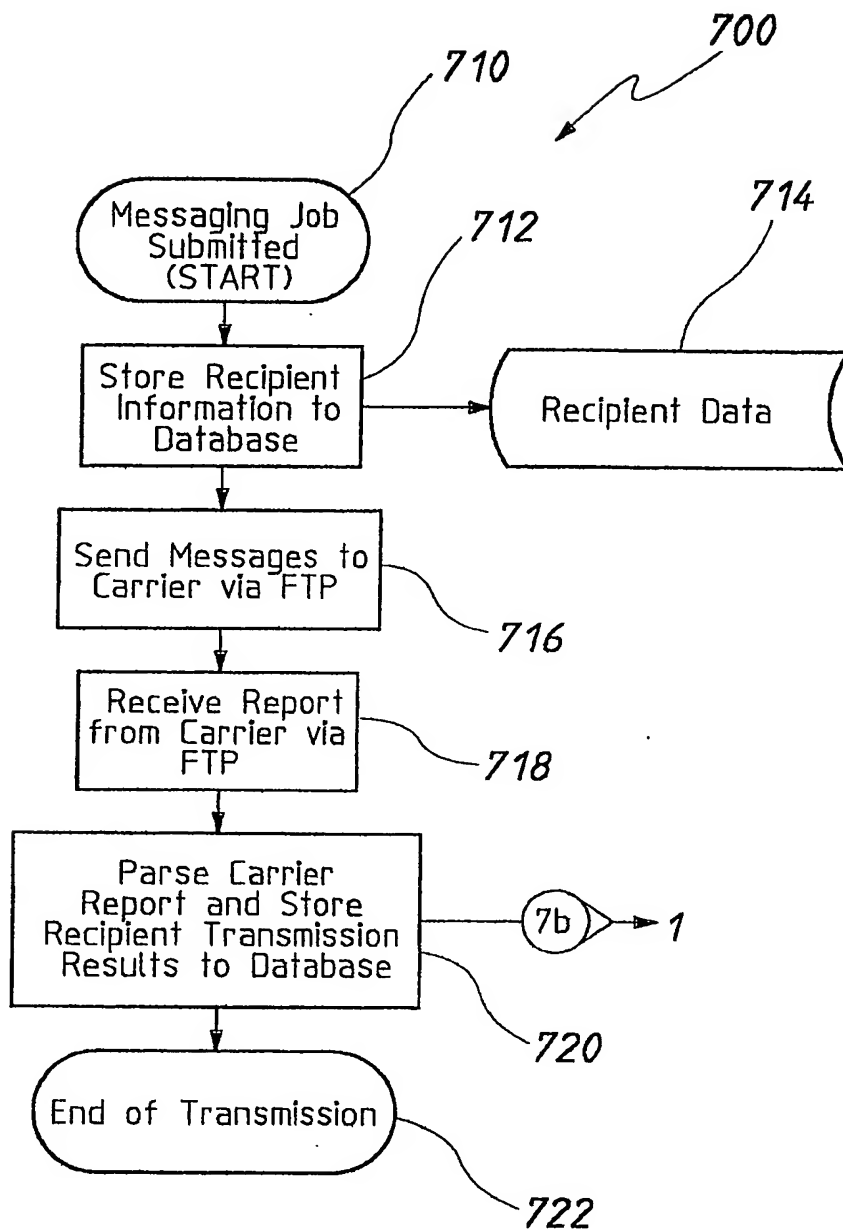 700
710
Messaging Job
Submitted
(START)
712
714
Store Recipient
Information to
Database
Recipient Data
Send Messages to
Carrier via FTP
716
Receive Report
from Carrier via
FTP
718
Parse Carrier
Report and Store
Recipient Transmission
Results to Database
7b
1
720
End of Transmission
722